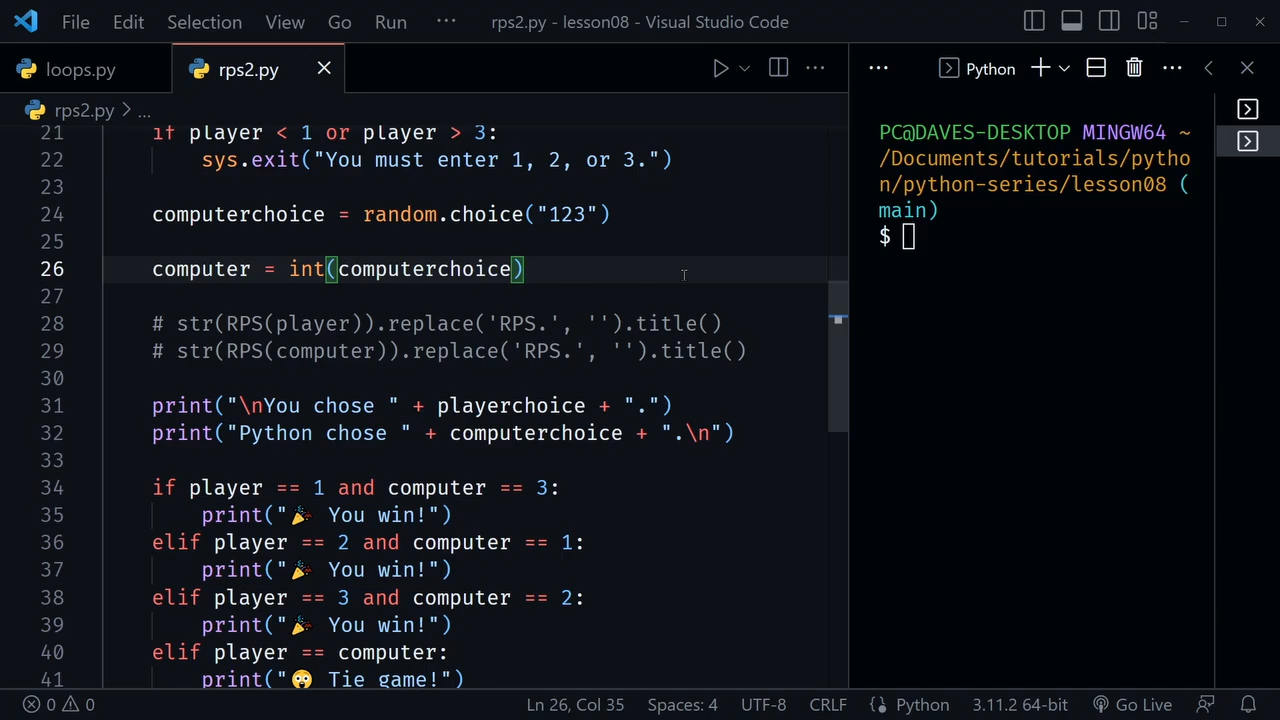 File Edit Selection View Go Run ··· rps2.py - lesson08 - Visual Studio Code
loops.py rps2.py
Python
rps2.py > ...
21 if player < 1 or player > 3:
22 sys.exit("You must enter 1, 2, or 3.")
23
24 computerchoice = random.choice("123")
25
26 computer = int(computerchoice)
27
28 # str(RPS(player)).replace('RPS.', '').title()
29 # str(RPS(computer)).replace('RPS.', '').title()
30
31 print("\nYou chose " + playerchoice + ".")
32 print("Python chose " + computerchoice + ".\n")
33
34 if player == 1 and computer == 3:
35 print("🎉 You win!")
36 elif player == 2 and computer == 1:
37 print("🎉 You win!")
38 elif player == 3 and computer == 2:
39 print("🎉 You win!")
40 elif player == computer:
41 print("😲 Tie game!")
PC@DAVES-DESKTOP MINGW64 ~
/Documents/tutorials/pytho
n/python-series/lesson08 (
main)
$
0 0 Ln 26, Col 35 Spaces: 4 UTF-8 CRLF Python 3.11.2 64-bit Go Live